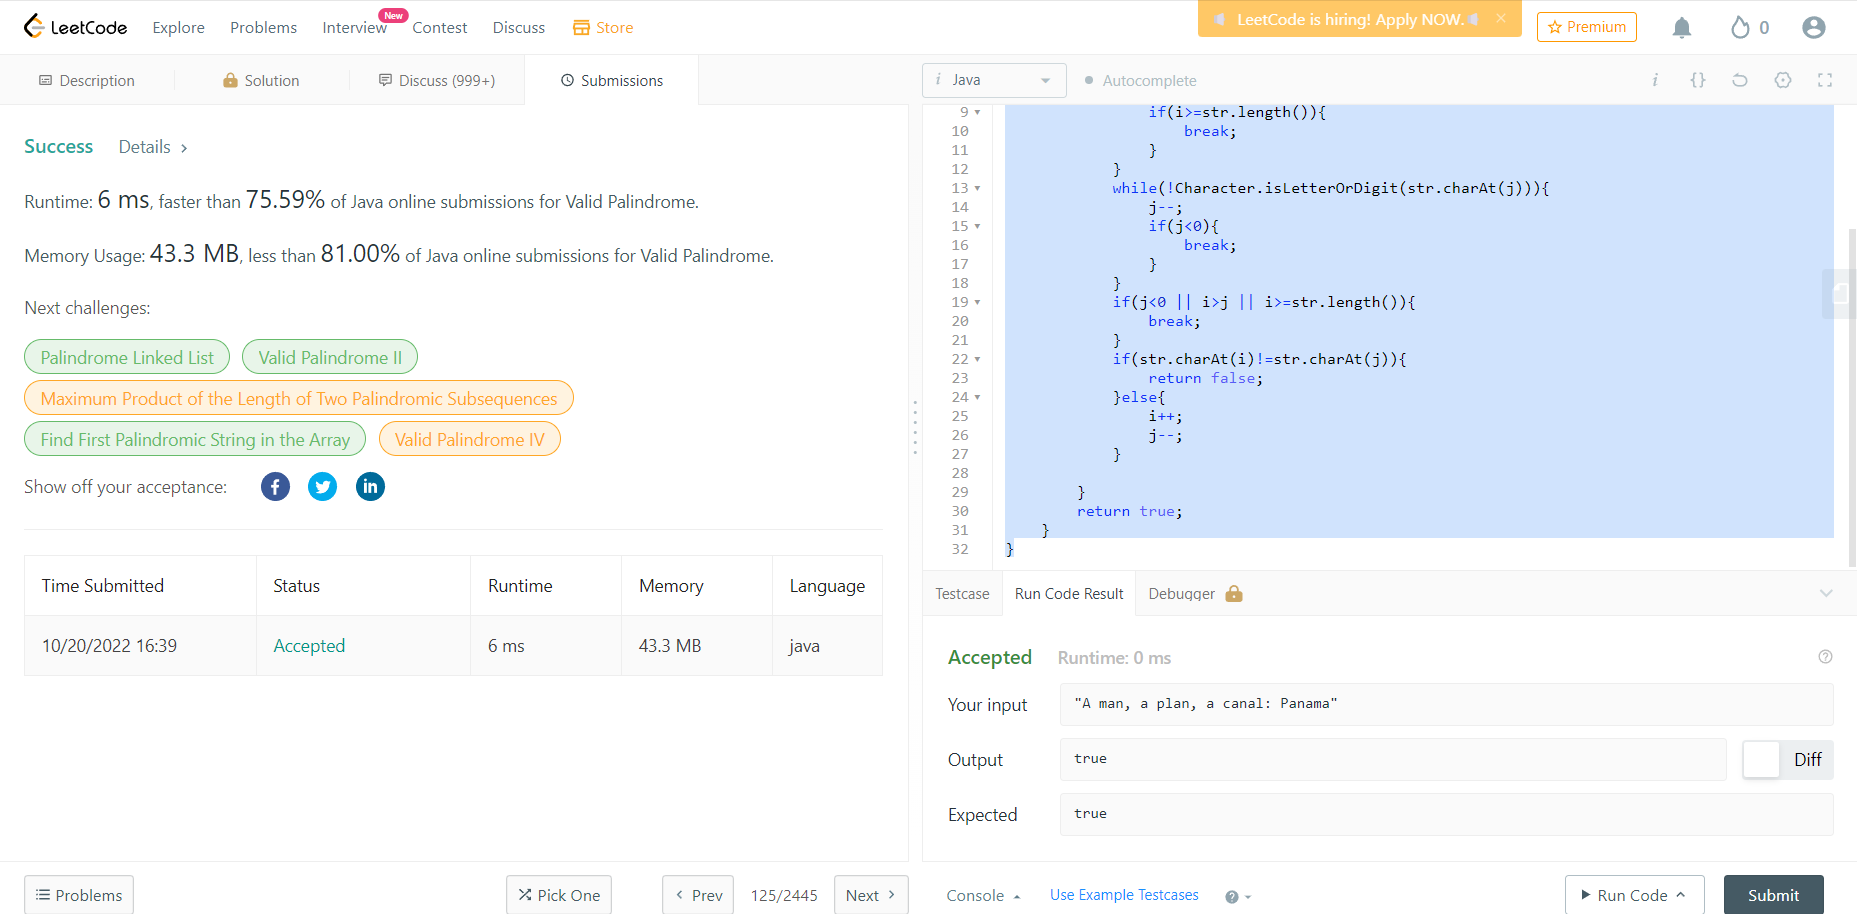 LeetCode Explore Problems Interview New Contest Discuss Store LeetCode is hiring! Apply NOW. Premium 0
Description Solution Discuss (999+) Submissions
Success Details
Runtime: 6 ms, faster than 75.59% of Java online submissions for Valid Palindrome.
Memory Usage: 43.3 MB, less than 81.00% of Java online submissions for Valid Palindrome.
Next challenges:
Palindrome Linked List Valid Palindrome II
Maximum Product of the Length of Two Palindromic Subsequences
Find First Palindromic String in the Array Valid Palindrome IV
Show off your acceptance:
Time Submitted Status Runtime Memory Language
10/20/2022 16:39 Accepted 6 ms 43.3 MB java
Problems Pick One Prev 125/2445 Next
i Java Autocomplete
9 if(i>=str.length()){
10 break;
11 }
12 }
13 while(!Character.isLetterOrDigit(str.charAt(j))){
14 j--;
15 if(j<0){
16 break;
17 }
18 }
19 if(j<0 || i>j || i>=str.length()){
20 break;
21 }
22 if(str.charAt(i)!=str.charAt(j)){
23 return false;
24 }else{
25 i++;
26 j--;
27 }
28
29 }
30 return true;
31 }
32 }
Testcase Run Code Result Debugger
Accepted Runtime: 0 ms
Your input "A man, a plan, a canal: Panama"
Output true Diff
Expected true
Console Use Example Testcases Run Code Submit